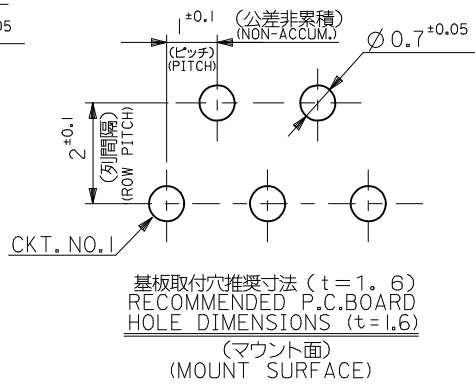 05
1±0.1 (公差非累積)
(NON-ACCUM.)
(ピッチ)
(PITCH)
Ø0.7+0.05
2±0.1
(列間隔)
(ROW PITCH)
CKT. NO.1
基板取付穴推奨寸法 (t=1. 6)
RECOMMENDED P.C.BOARD
HOLE DIMENSIONS (t=1.6)
(マウント面)
(MOUNT SURFACE)